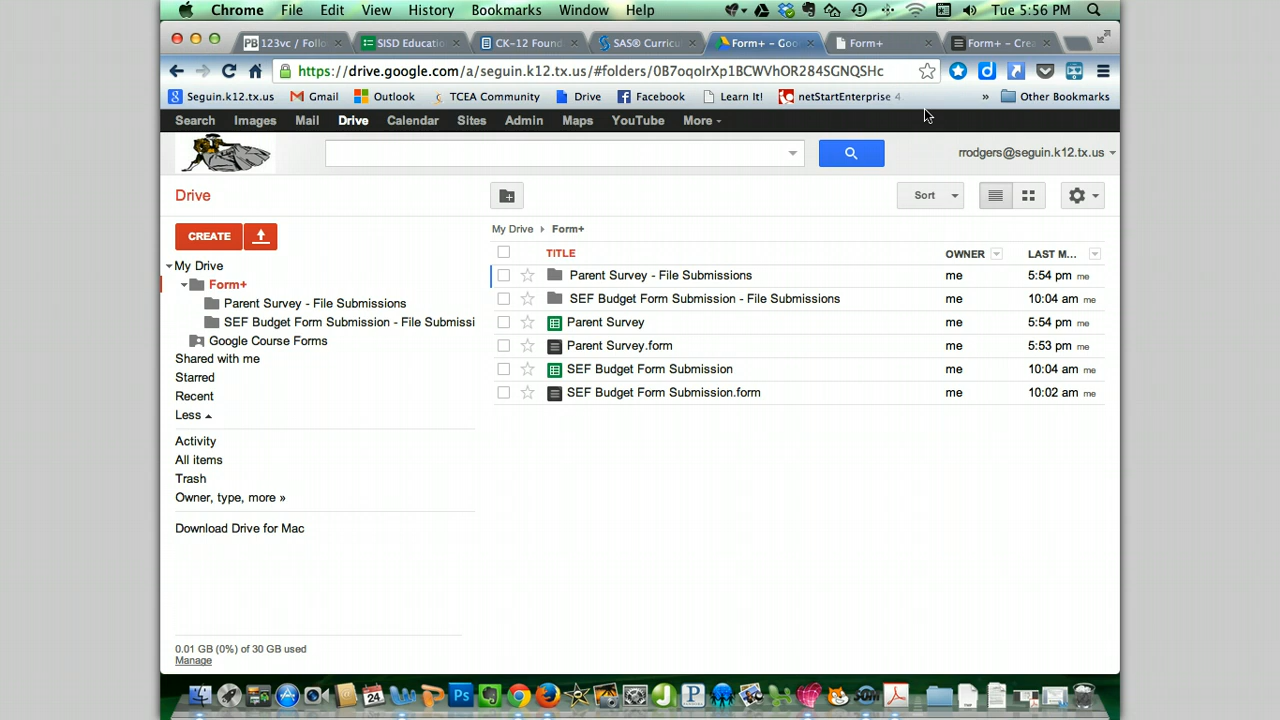 Chrome File Edit View History Bookmarks Window Help Tue 5:56 PM
123vc / Follo SISD Educatio CK-12 Found SAS® Curricu Form+ - Goo Form+ Form+ – Crea
https://drive.google.com/a/seguin.k12.tx.us/#folders/0B7oqoIrXp1BCWVhOR284SGNQSHc
Seguin.k12.tx.us Gmail Outlook TCEA Community Drive Facebook Learn It! netStartEnterprise 4 » Other Bookmarks
Search Images Mail Drive Calendar Sites Admin Maps YouTube More
rrodgers@seguin.k12.tx.us
Drive Sort
My Drive Form+
CREATE
TITLE OWNER LAST M...
My Drive
Parent Survey - File Submissions me 5:54 pm me
Form+
SEF Budget Form Submission - File Submissions me 10:04 am me
Parent Survey - File Submissions
Parent Survey me 5:54 pm me
SEF Budget Form Submission - File Submissi
Google Course Forms
Parent Survey.form me 5:53 pm me
Shared with me
SEF Budget Form Submission me 10:04 am me
Starred
SEF Budget Form Submission.form me 10:02 am me
Recent
Less
Activity
All items
Trash
Owner, type, more »
Download Drive for Mac
0.01 GB (0%) of 30 GB used
Manage